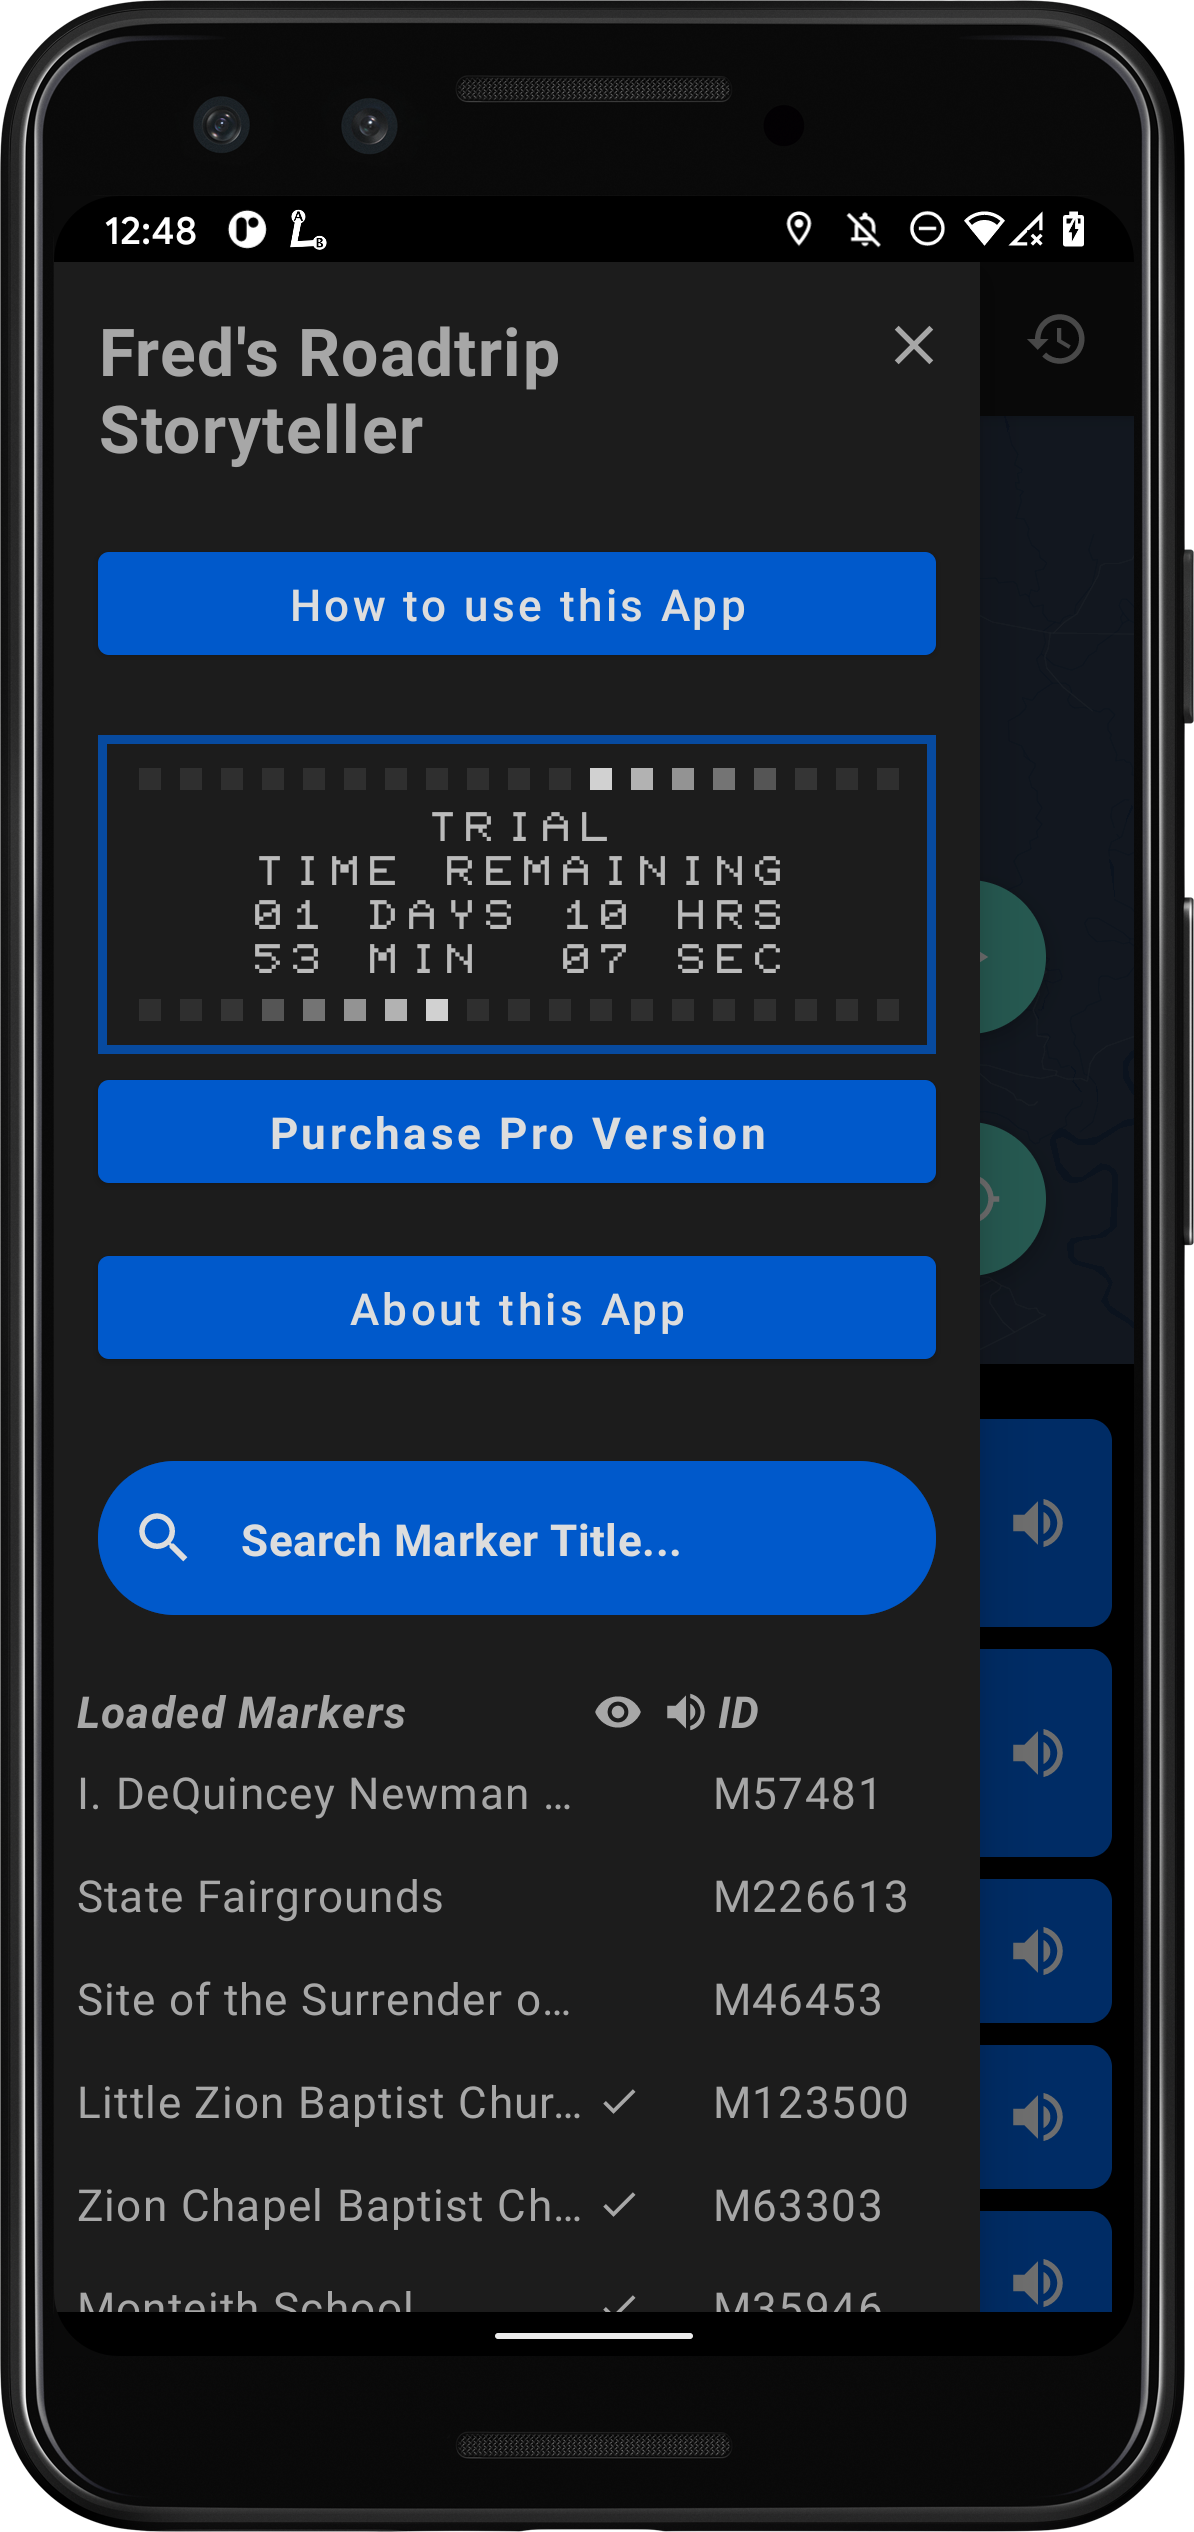 12:48
A
B
Fred's Roadtrip
Storyteller
How to use this App
TRIAL
TIME REMAINING
01 DAYS 10 HRS
53 MIN 07 SEC
Purchase Pro Version
About this App
Search Marker Title...
Loaded Markers ID
I. DeQuincey Newman ... M57481
State Fairgrounds M226613
Site of the Surrender o... M46453
Little Zion Baptist Chur... M123500
Zion Chapel Baptist Ch... M63303
Monteith School M35946